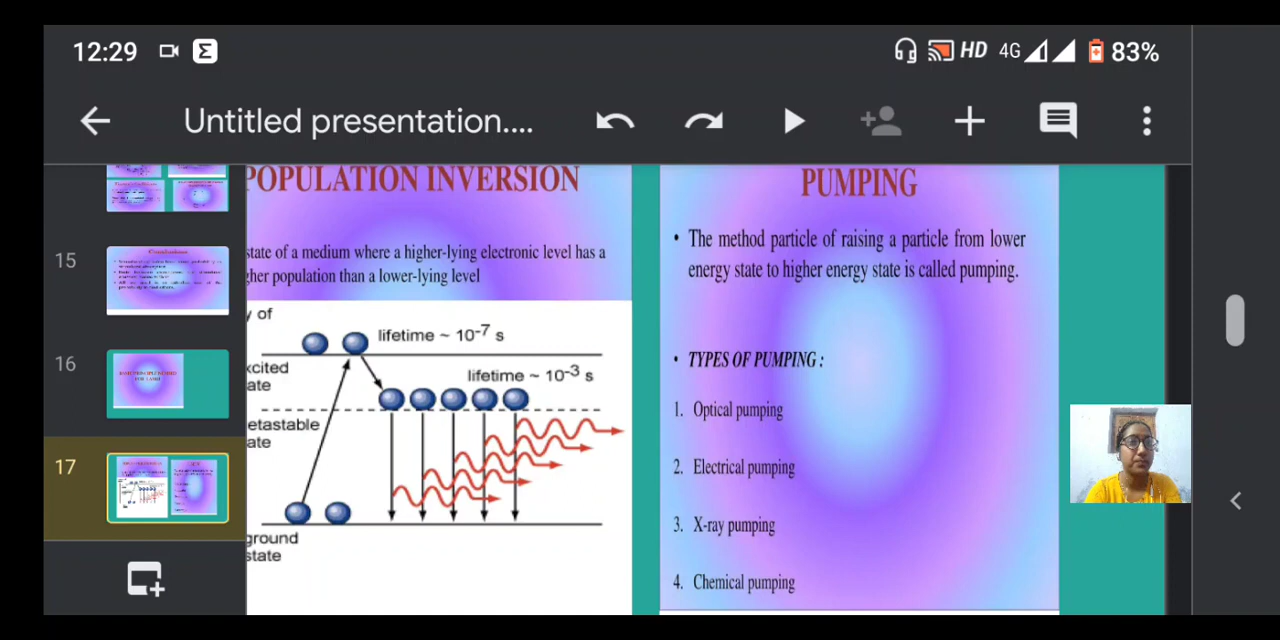 12:29
HD 4G 83%
Untitled presentation....
15
Conclusions
16
17
POPULATION INVERSION
state of a medium where a higher-lying electronic level has a
gher population than a lower-lying level
y of
lifetime ~ 10-7 s
xcited
ate
lifetime ~ 10-3 s
etastable
ate
ground
state
PUMPING
• The method particle of raising a particle from lower
energy state to higher energy state is called pumping.
• TYPES OF PUMPING :
1. Optical pumping
2. Electrical pumping
3. X-ray pumping
4. Chemical pumping